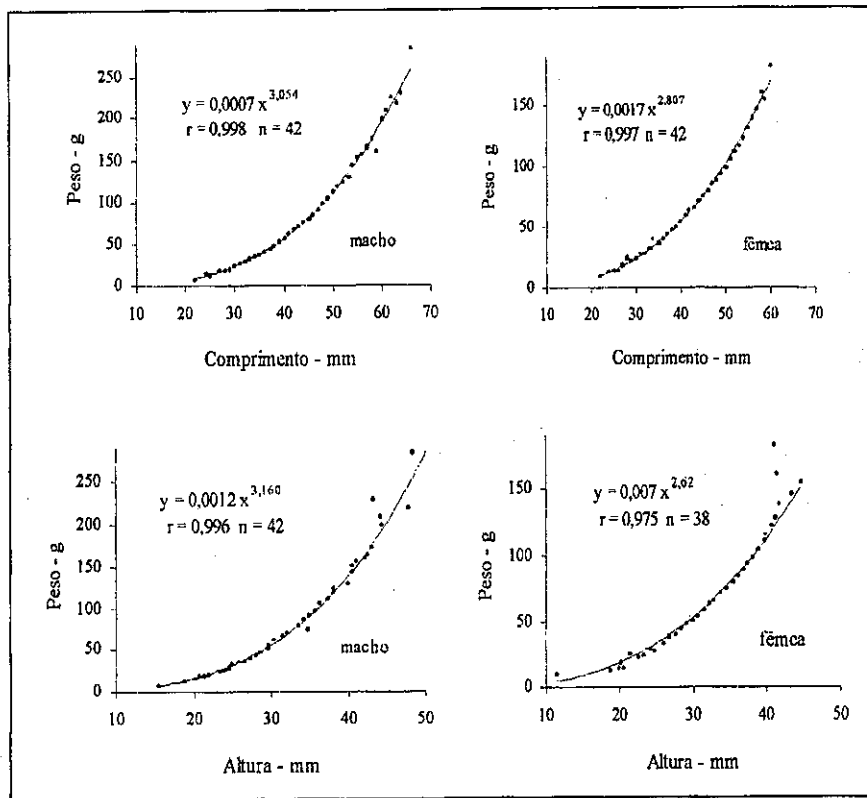 250
200
150
100
50
0
Peso - g
y = 0,0007 x^3,054
r = 0,998 n = 42
macho
10 20 30 40 50 60 70
Comprimento - mm
150
100
50
0
Peso - g
y = 0,0017 x^2,807
r = 0,997 n = 42
fêmea
10 20 30 40 50 60 70
Comprimento - mm
250
200
150
100
50
0
Peso - g
y = 0,0012 x^3,160
r = 0,996 n = 42
macho
10 20 30 40 50
Altura - mm
150
100
50
0
Peso - g
y = 0,007 x^2,62
r = 0,975 n = 38
fêmea
10 20 30 40 50
Altura - mm